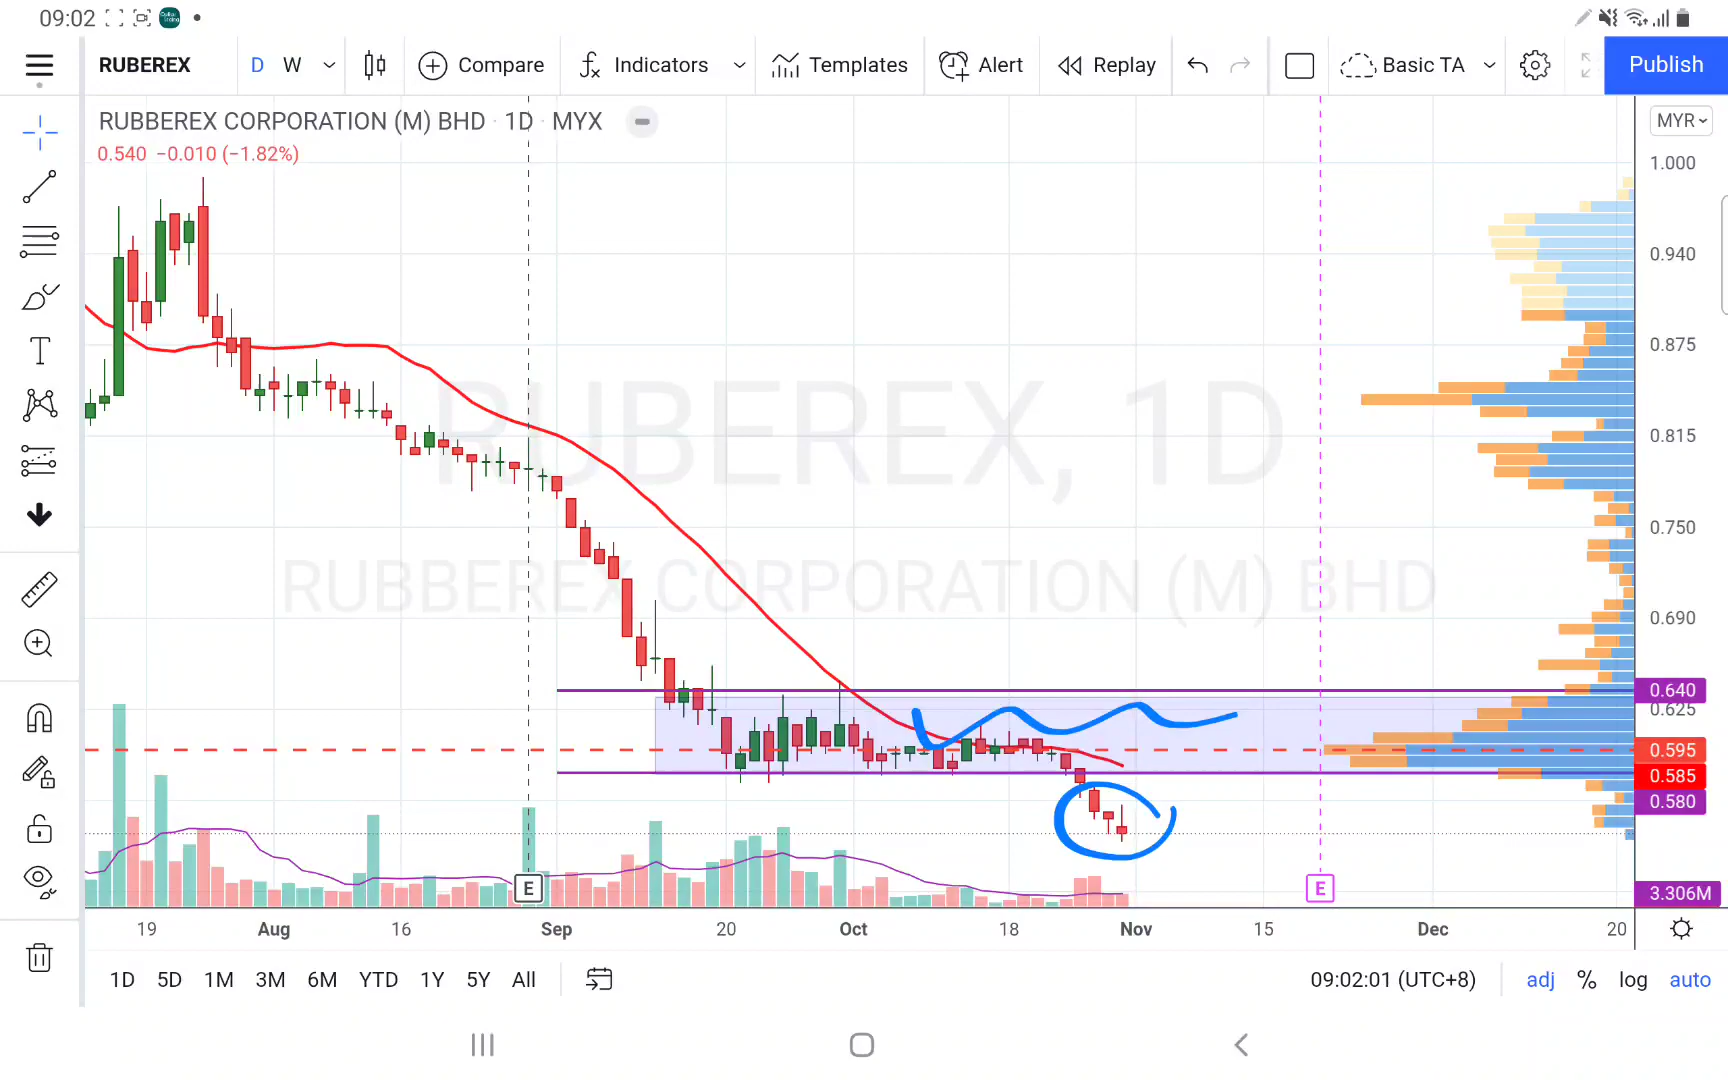 09:02
RUBEREX D W Compare Indicators Templates Alert Replay Basic TA Publish
RUBBEREX CORPORATION (M) BHD · 1D · MYX
MYR
0.540 −0.010 (−1.82%)
1.000
0.940
0.875
0.815
0.750
0.690
0.640
0.625
0.595
0.585
0.580
3.306M
RUBEREX, 1D
RUBBEREX CORPORATION (M) BHD
E
E
19 Aug 16 Sep 20 Oct 18 Nov 15 Dec 20
1D 5D 1M 3M 6M YTD 1Y 5Y All
09:02:01 (UTC+8) adj % log auto